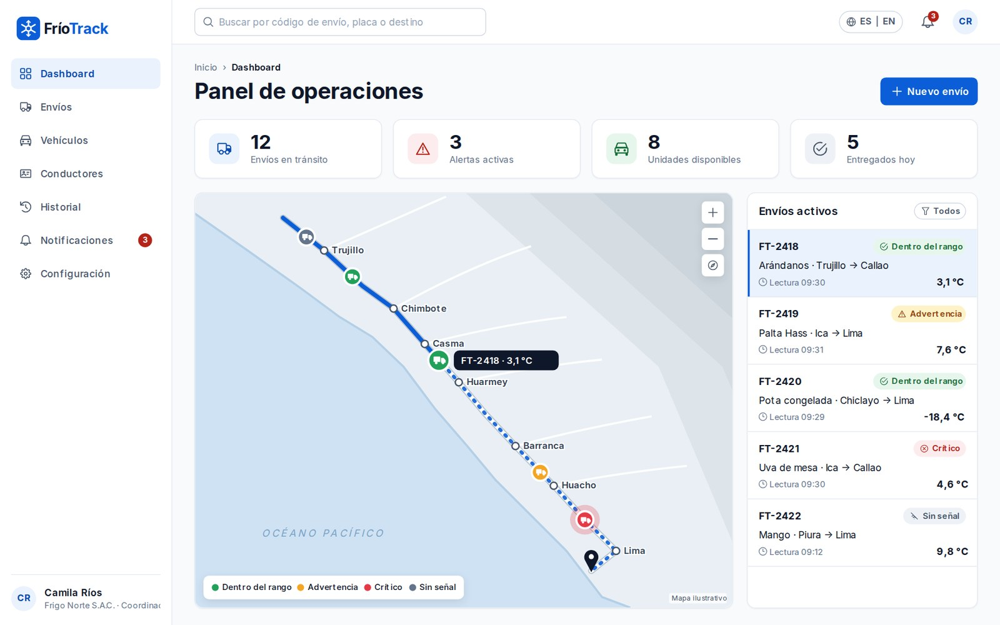 FríoTrack
Buscar por código de envío, placa o destino
ES | EN
3
CR
Dashboard
Envíos
Vehículos
Conductores
Historial
Notificaciones 3
Configuración
Inicio › Dashboard
Panel de operaciones
Nuevo envío
12
Envíos en tránsito
3
Alertas activas
8
Unidades disponibles
5
Entregados hoy
Trujillo
Chimbote
Casma
FT-2418 · 3,1 °C
Huarmey
Barranca
Huacho
Lima
OCÉANO PACÍFICO
Dentro del rango Advertencia Crítico Sin señal
Mapa ilustrativo
Envíos activos Todos
FT-2418 Dentro del rango
Arándanos · Trujillo → Callao
Lectura 09:30 3,1 °C
FT-2419 Advertencia
Palta Hass · Ica → Lima
Lectura 09:31 7,6 °C
FT-2420 Dentro del rango
Pota congelada · Chiclayo → Lima
Lectura 09:29 -18,4 °C
FT-2421 Crítico
Uva de mesa · Ica → Callao
Lectura 09:30 4,6 °C
FT-2422 Sin señal
Mango · Piura → Lima
Lectura 09:12 9,8 °C
CR
Camila Ríos
Frigo Norte S.A.C. · Coordinac